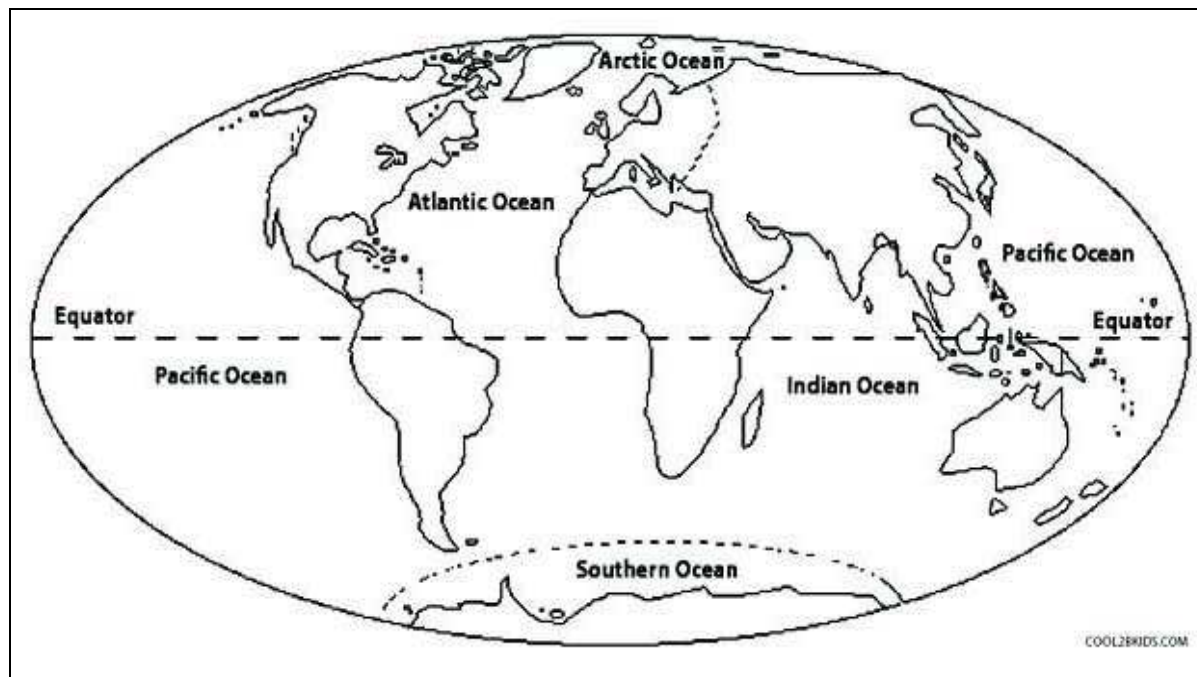 Arctic Ocean
Atlantic Ocean
Pacific Ocean
Equator
Equator
Pacific Ocean
Indian Ocean
Southern Ocean
COOL2BKIDS.COM